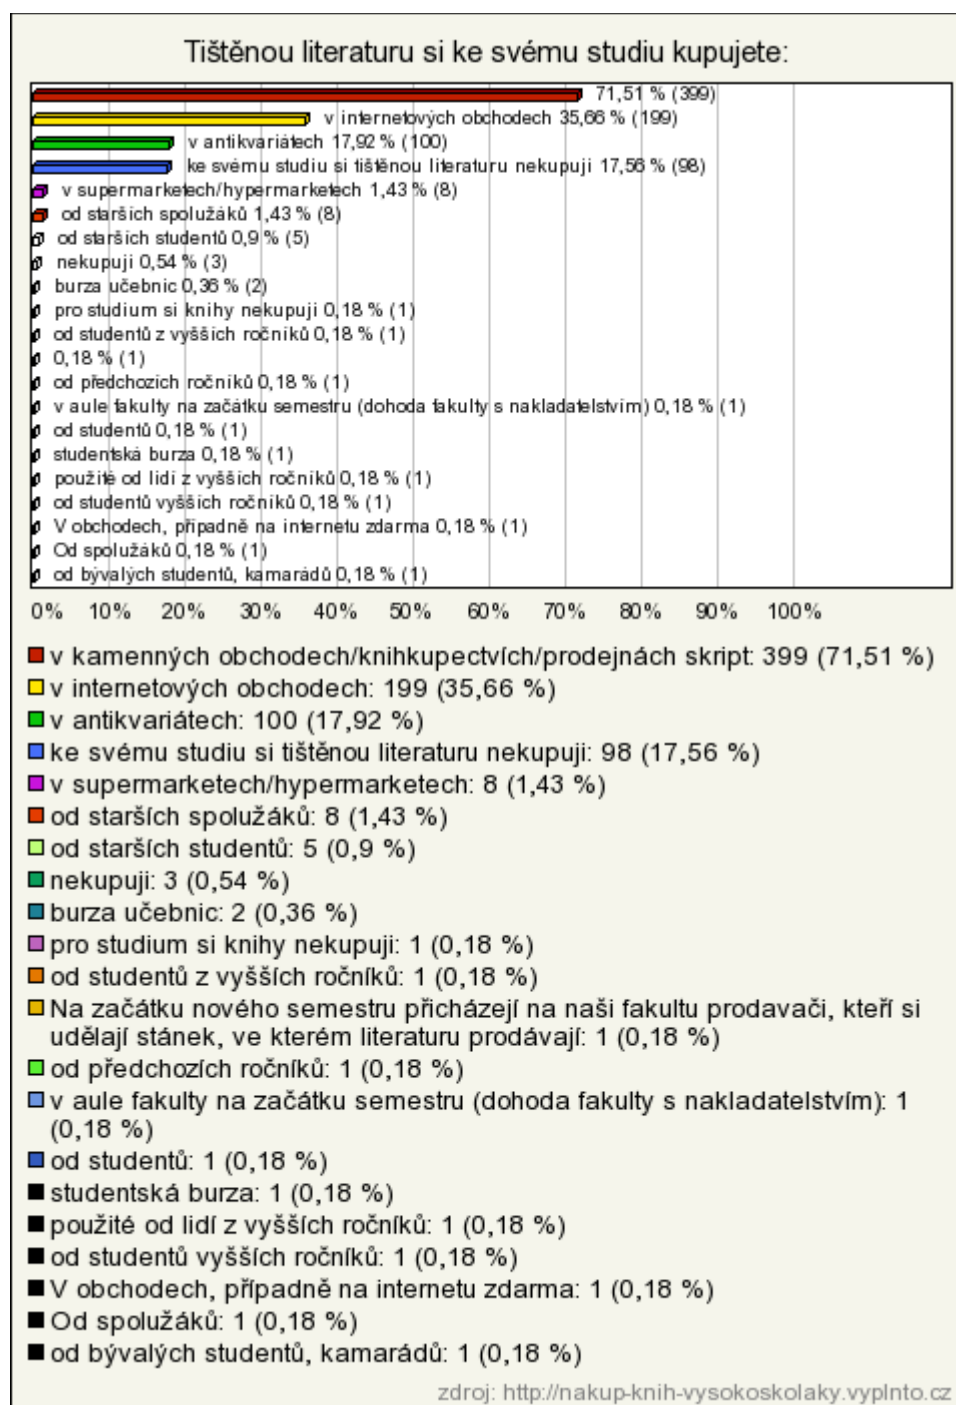 Tištěnou literaturu si ke svému studiu kupujete:
71,51 % (399)
v internetových obchodech 35,66 % (199)
v antikvariátech 17,92 % (100)
ke svému studiu si tištěnou literaturu nekupuji 17,56 % (98)
v supermarketech/hypermarketech 1,43 % (8)
od starších spolužáků 1,43 % (8)
od starších studentů 0,9 % (5)
nekupuji 0,54 % (3)
burza učebnic 0,36 % (2)
pro studium si knihy nekupuji 0,18 % (1)
od studentů z vyšších ročníků 0,18 % (1)
0,18 % (1)
od předchozích ročníků 0,18 % (1)
v aule fakulty na začátku semestru (dohoda fakulty s nakladatelstvím) 0,18 % (1)
od studentů 0,18 % (1)
studentská burza 0,18 % (1)
použité od lidí z vyšších ročníků 0,18 % (1)
od studentů vyšších ročníků 0,18 % (1)
V obchodech, případně na internetu zdarma 0,18 % (1)
Od spolužáků 0,18 % (1)
od bývalých studentů, kamarádů 0,18 % (1)
0% 10% 20% 30% 40% 50% 60% 70% 80% 90% 100%
v kamenných obchodech/knihkupectvích/prodejnách skript: 399 (71,51 %)
v internetových obchodech: 199 (35,66 %)
v antikvariátech: 100 (17,92 %)
ke svému studiu si tištěnou literaturu nekupuji: 98 (17,56 %)
v supermarketech/hypermarketech: 8 (1,43 %)
od starších spolužáků: 8 (1,43 %)
od starších studentů: 5 (0,9 %)
nekupuji: 3 (0,54 %)
burza učebnic: 2 (0,36 %)
pro studium si knihy nekupuji: 1 (0,18 %)
od studentů z vyšších ročníků: 1 (0,18 %)
Na začátku nového semestru přicházejí na naši fakultu prodavači, kteří si
udělají stánek, ve kterém literaturu prodávají: 1 (0,18 %)
od předchozích ročníků: 1 (0,18 %)
v aule fakulty na začátku semestru (dohoda fakulty s nakladatelstvím): 1
(0,18 %)
od studentů: 1 (0,18 %)
studentská burza: 1 (0,18 %)
použité od lidí z vyšších ročníků: 1 (0,18 %)
od studentů vyšších ročníků: 1 (0,18 %)
V obchodech, případně na internetu zdarma: 1 (0,18 %)
Od spolužáků: 1 (0,18 %)
od bývalých studentů, kamarádů: 1 (0,18 %)
zdroj: http://nakup-knih-vysokoskolaky.vyplnto.cz